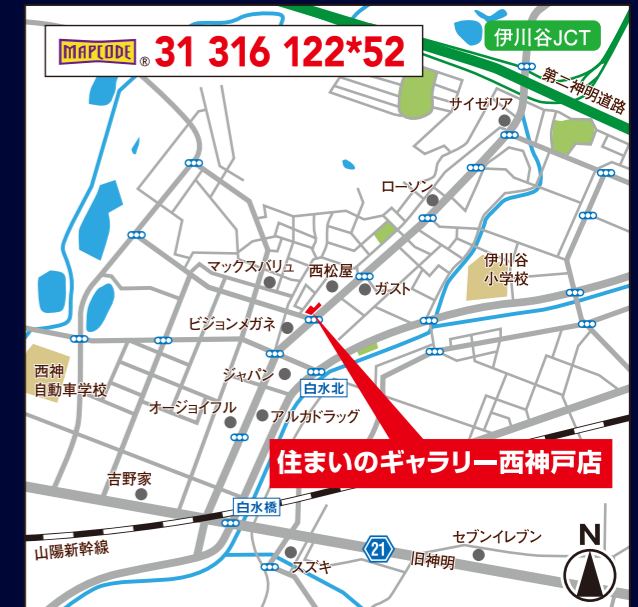 MAPCODE® 31 316 122*52
伊川谷JCT
第二神明道路
サイゼリア
ローソン
伊川谷
小学校
マックスバリュ
西松屋
ガスト
ビジョンメガネ
西神
自動車学校
ジャパン
白水北
オージョイフル
アルカドラッグ
住まいのギャラリー西神戸店
吉野家
白水橋
山陽新幹線
21
旧神明
セブンイレブン
スズキ
N